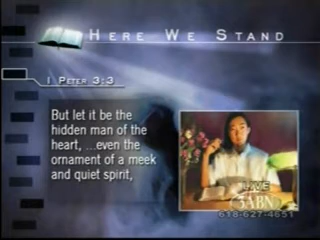 HERE WE STAND
I PETER 3:3
But let it be the
hidden man of the
heart, ...even the
ornament of a meek
and quiet spirit,
LIVE
3ABN
618-627-4651